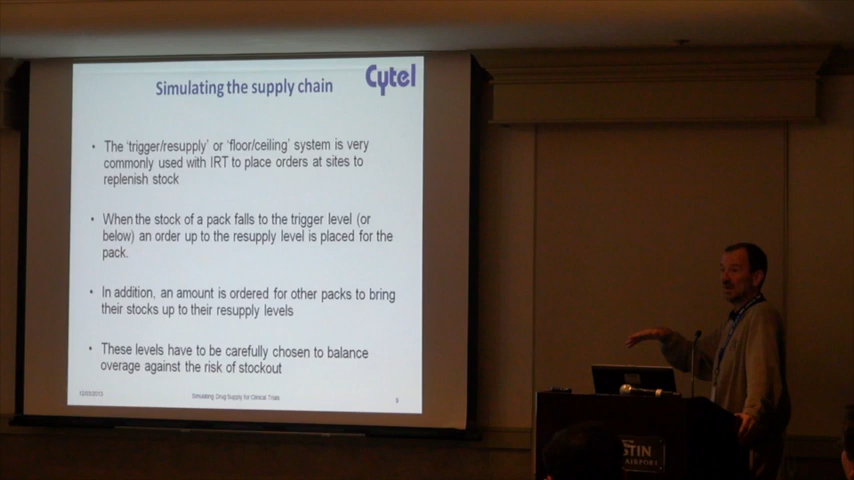 Simulating the supply chain
Cytel
• The 'trigger/resupply' or 'floor/ceiling' system is very
commonly used with IRT to place orders at sites to
replenish stock
• When the stock of a pack falls to the trigger level (or
below) an order up to the resupply level is placed for the
pack.
• In addition, an amount is ordered for other packs to bring
their stocks up to their resupply levels
• These levels have to be carefully chosen to balance
overage against the risk of stockout
Simulating Drug Supply for Clinical Trials
STIN
AIRPORT